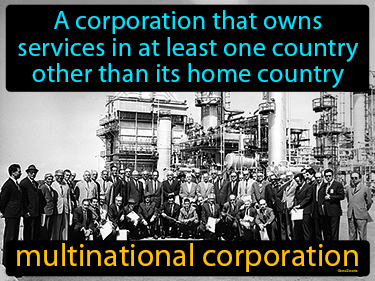 A corporation that owns
services in at least one country
other than its home country
multinational corporation